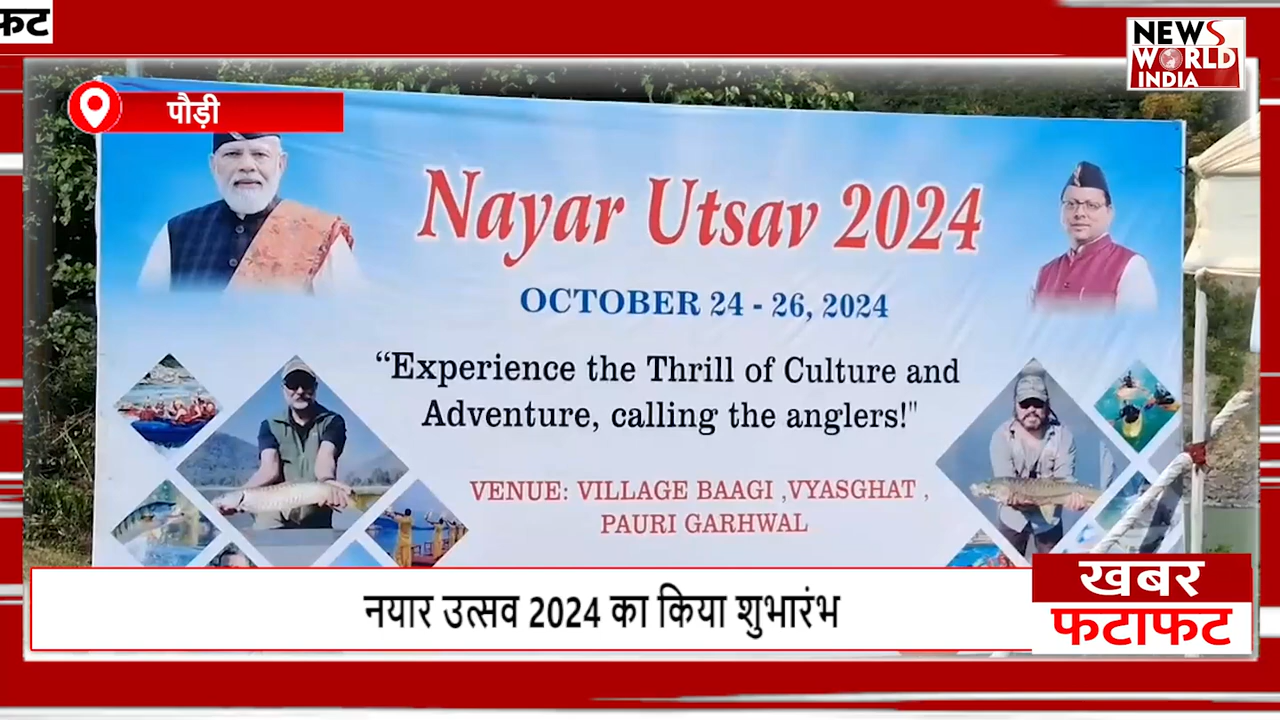 फट
NEWS
WORLD
INDIA
पौड़ी
Nayar Utsav 2024
OCTOBER 24 - 26, 2024
“Experience the Thrill of Culture and
Adventure, calling the anglers!"
VENUE: VILLAGE BAAGI ,VYASGHAT ,
PAURI GARHWAL
नयार उत्सव 2024 का किया शुभारंभ
खबर
फटाफट